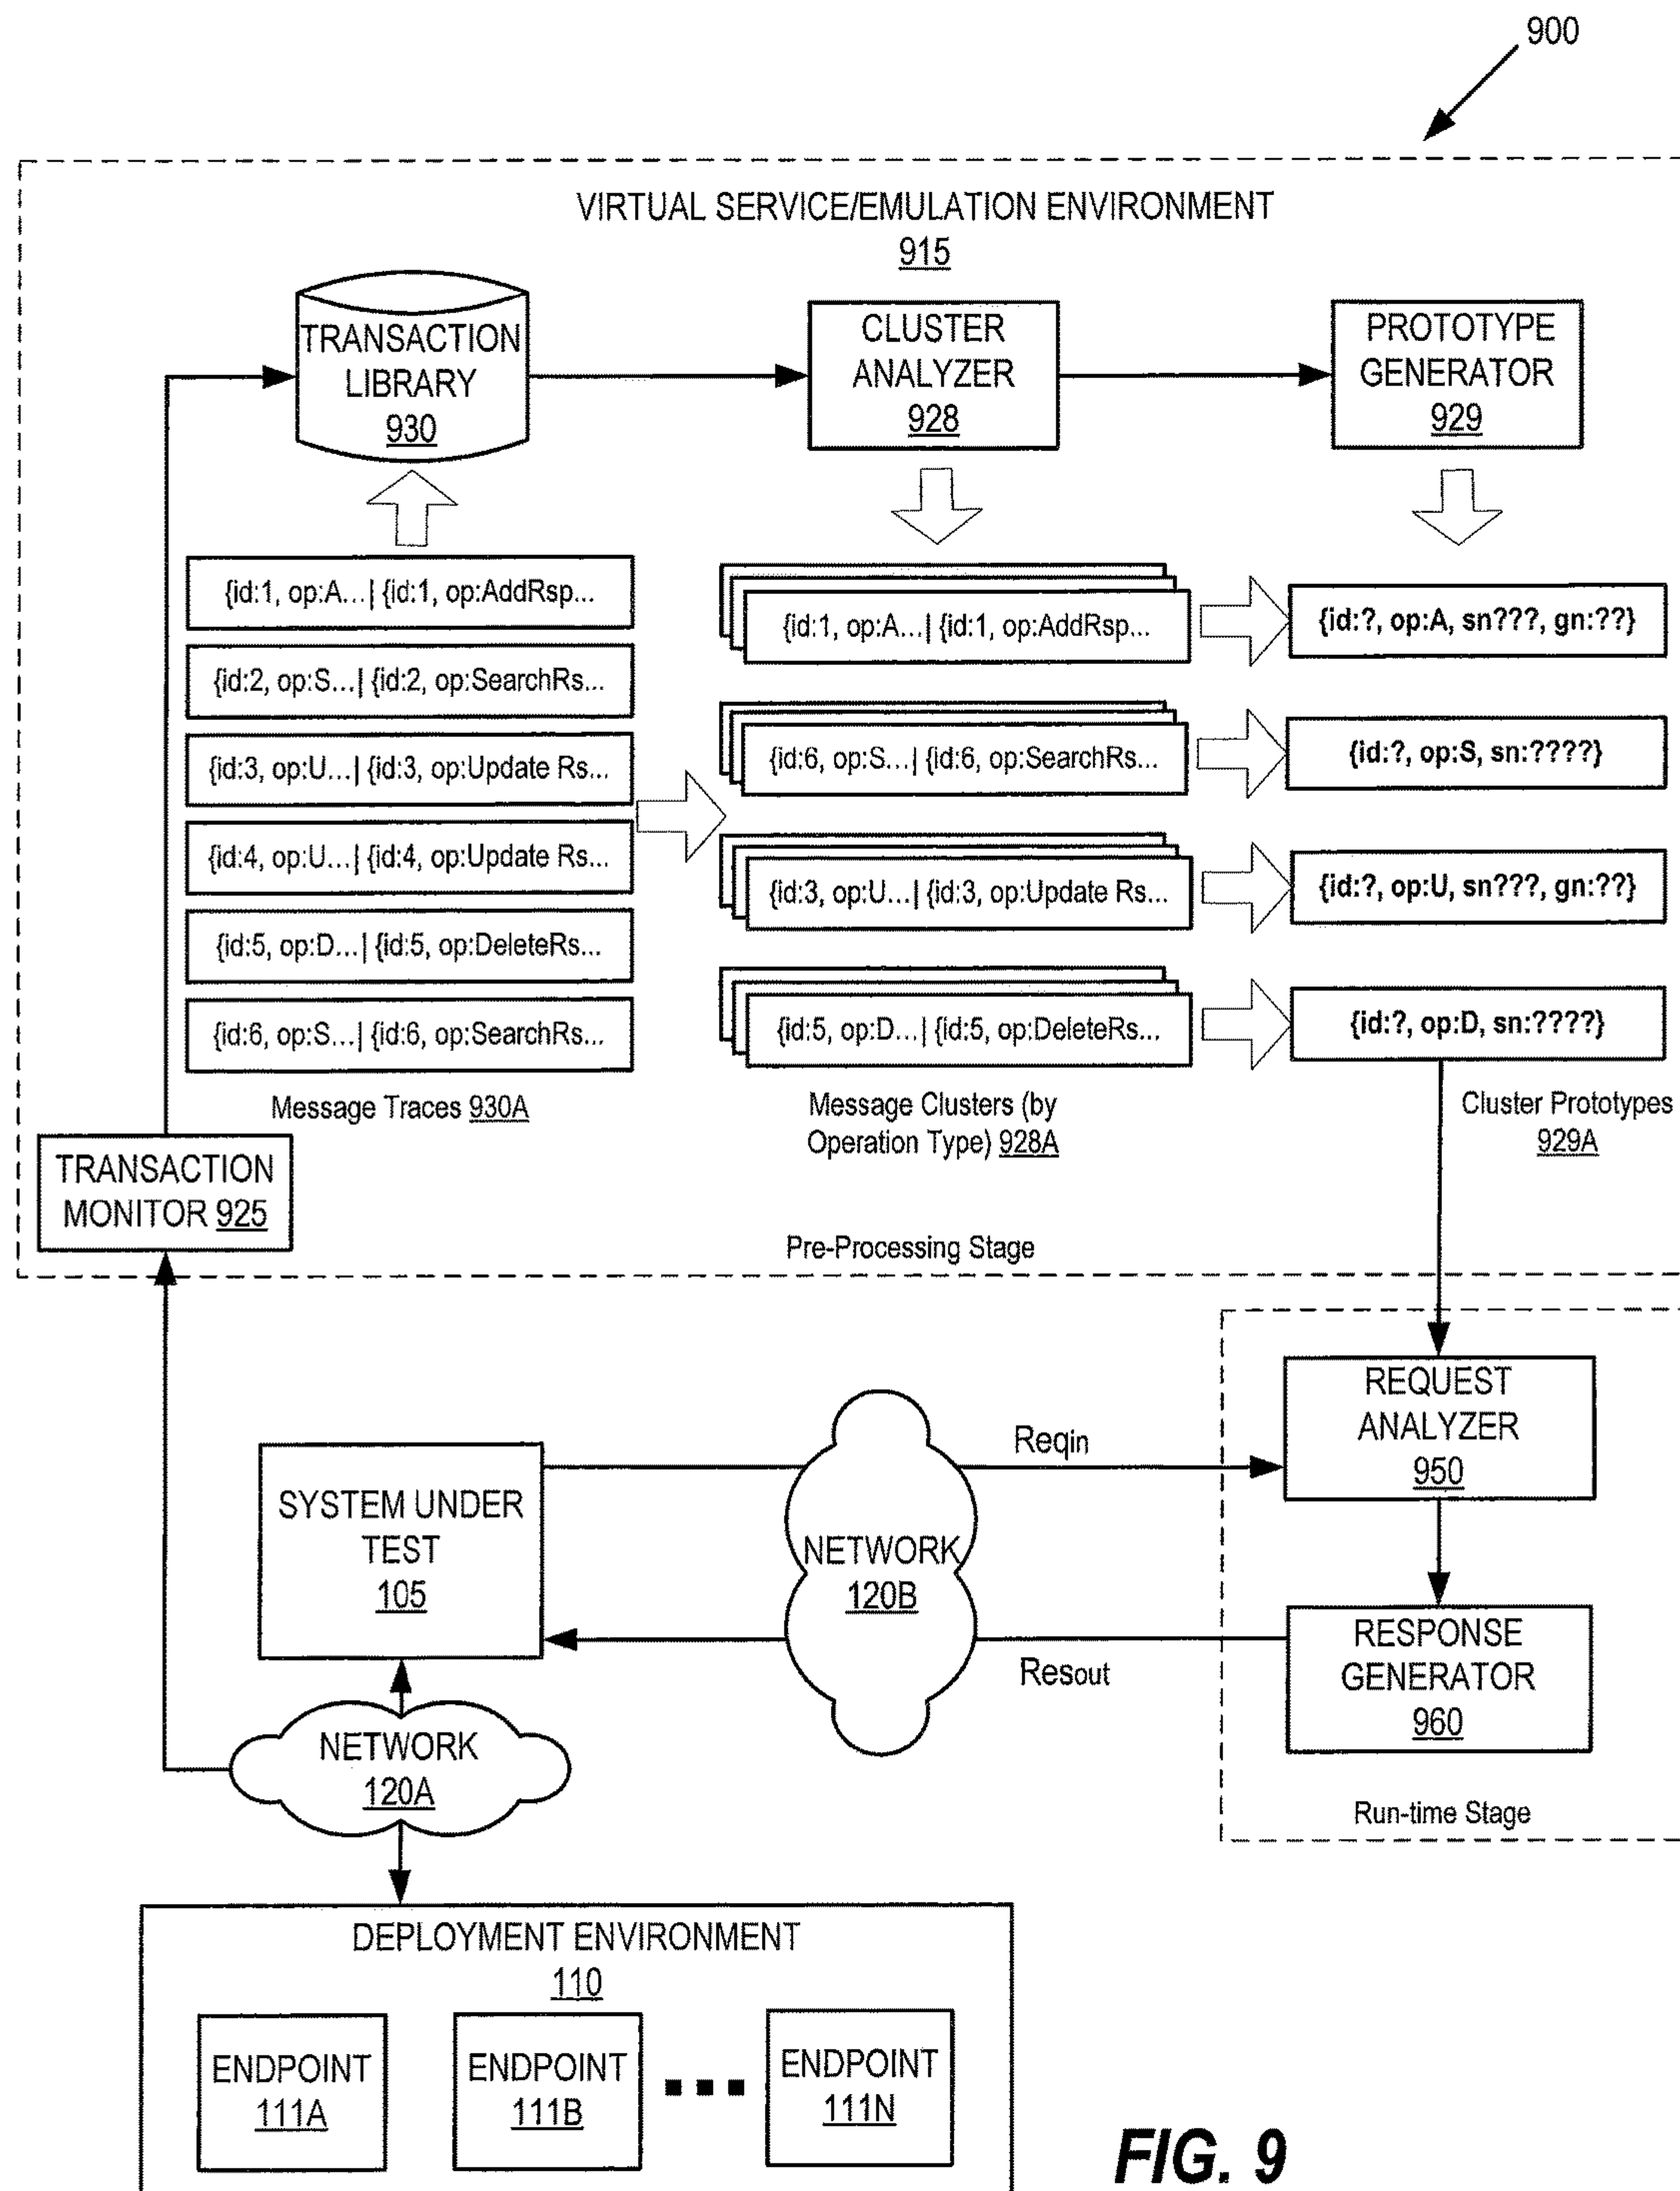 900
VIRTUAL SERVICE/EMULATION ENVIRONMENT
915
TRANSACTION
LIBRARY
930
CLUSTER
ANALYZER
928
PROTOTYPE
GENERATOR
929
{id:1, op:A...| {id:1, op:AddRsp...
{id:2, op:S...| {id:2, op:SearchRs...
{id:3, op:U...| {id:3, op:Update Rs...
{id:4, op:U...| {id:4, op:Update Rs...
{id:5, op:D...| {id:5, op:DeleteRs...
{id:6, op:S...| {id:6, op:SearchRs...
Message Traces 930A
{id:1, op:A...| {id:1, op:AddRsp...
{id:6, op:S...| {id:6, op:SearchRs...
{id:3, op:U...| {id:3, op:Update Rs...
{id:5, op:D...| {id:5, op:DeleteRs...
Message Clusters (by
Operation Type) 928A
{id:?, op:A, sn???, gn:??}
{id:?, op:S, sn:????}
{id:?, op:U, sn???, gn:??}
{id:?, op:D, sn:????}
Cluster Prototypes
929A
TRANSACTION
MONITOR 925
Pre-Processing Stage
REQUEST
ANALYZER
950
Reqin
SYSTEM UNDER
TEST
105
NETWORK
120B
RESPONSE
GENERATOR
960
Resout
NETWORK
120A
Run-time Stage
DEPLOYMENT ENVIRONMENT
110
ENDPOINT
111A
ENDPOINT
111B
ENDPOINT
111N
FIG. 9